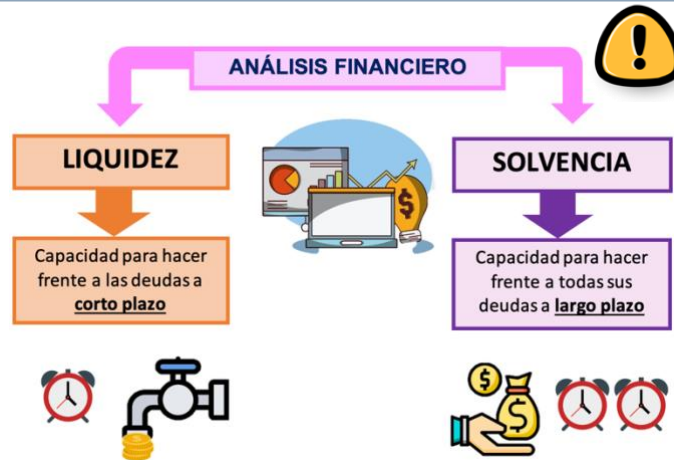 ANÁLISIS FINANCIERO
LIQUIDEZ
Capacidad para hacer
frente a las deudas a
corto plazo
SOLVENCIA
Capacidad para hacer
frente a todas sus
deudas a largo plazo